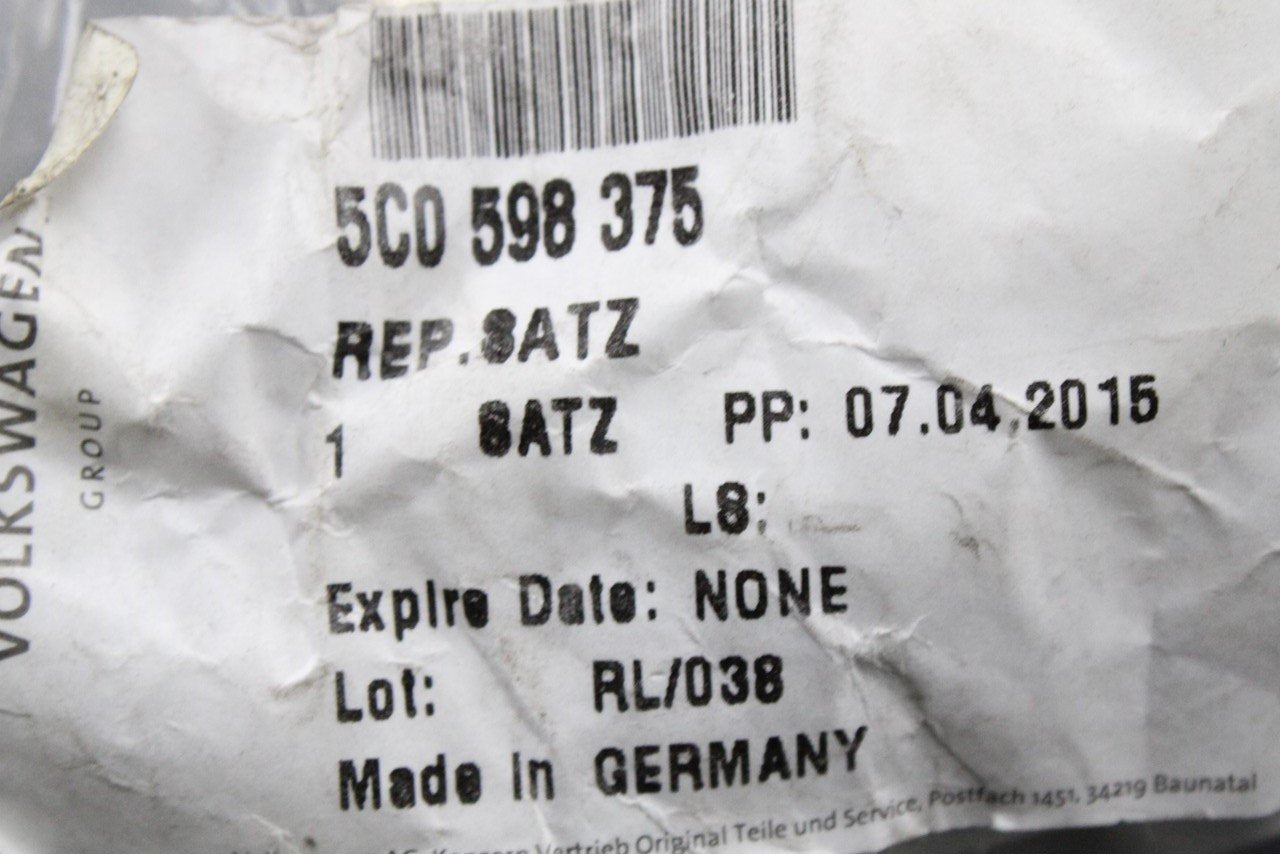 5C0 598 375
REP.SATZ
1 SATZ PP: 07.04.2015
LS:
Expire Date: NONE
Lot: RL/038
Made in GERMANY
Vertrieb Original Teile und Service, Postfach 1451, 34219 Baunatal
VOLKSWAGEN
GROUP